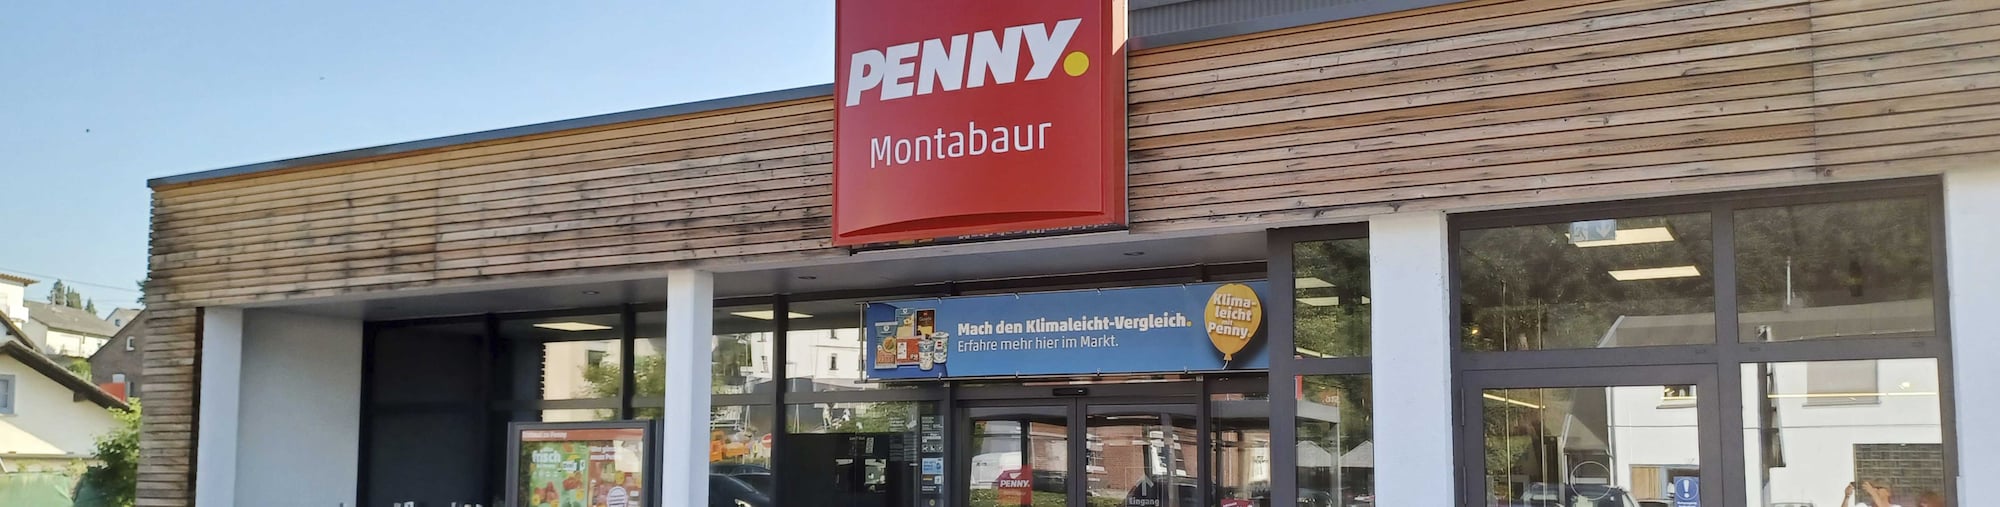 PENNY.
Montabaur
Mach den Klimaleicht-Vergleich.
Erfahre mehr hier im Markt.
Klima-
leicht
mit
Penny.
frisch
PENNY.
Eingang